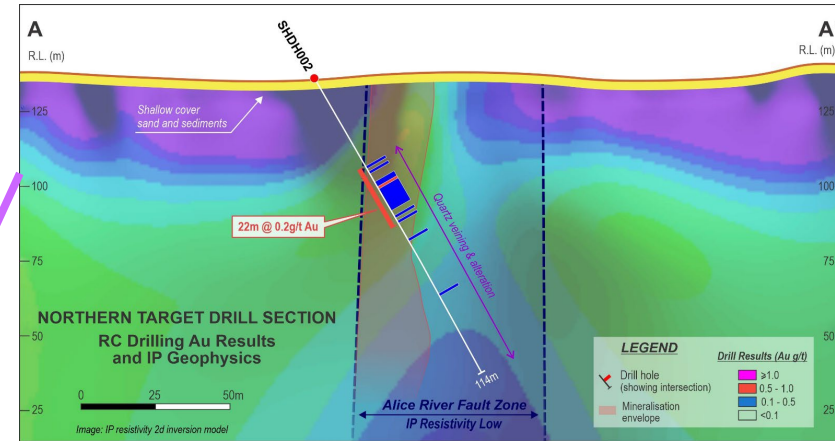 A
A
R.L. (m)
R.L. (m)
SHDH002
Shallow cover
sand and sediments
125
125
100
100
22m @ 0.2g/t Au
Quartz veining & alteration
75
75
NORTHERN TARGET DRILL SECTION
RC Drilling Au Results
and IP Geophysics
50
50
0 25 50m
114m
Alice River Fault Zone
IP Resistivity Low
25
25
Image: IP resistivity 2d inversion model
LEGEND
Drill hole
(showing intersection)
Mineralisation
envelope
Drill Results (Au g/t)
⩾1.0
0.5 - 1.0
0.1 - 0.5
<0.1